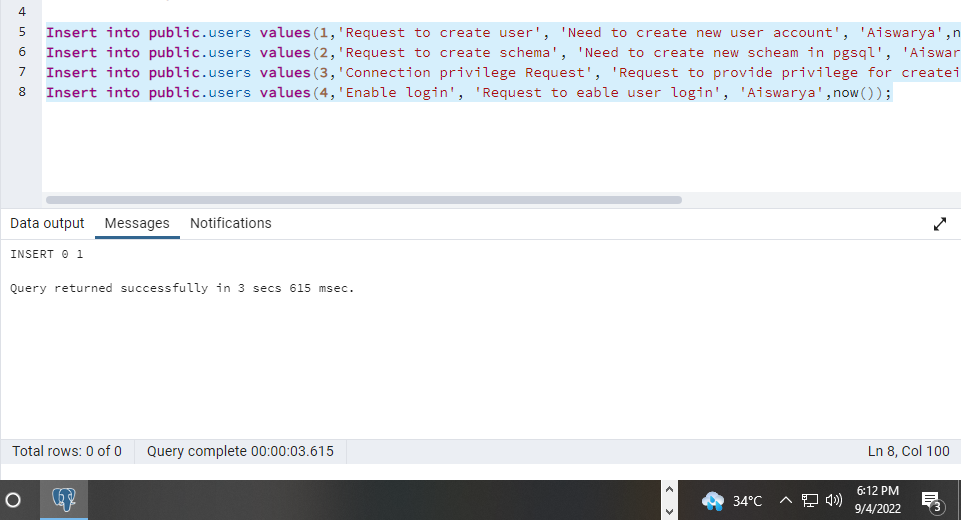 4
5 Insert into public.users values(1,'Request to create user', 'Need to create new user account', 'Aiswarya',n
6 Insert into public.users values(2,'Request to create schema', 'Need to create new scheam in pgsql', 'Aiswar
7 Insert into public.users values(3,'Connection privilege Request', 'Request to provide privilege for createi
8 Insert into public.users values(4,'Enable login', 'Request to eable user login', 'Aiswarya',now());
Data output Messages Notifications
INSERT 0 1
Query returned successfully in 3 secs 615 msec.
Total rows: 0 of 0 Query complete 00:00:03.615 Ln 8, Col 100
34°C
6:12 PM
9/4/2022
3